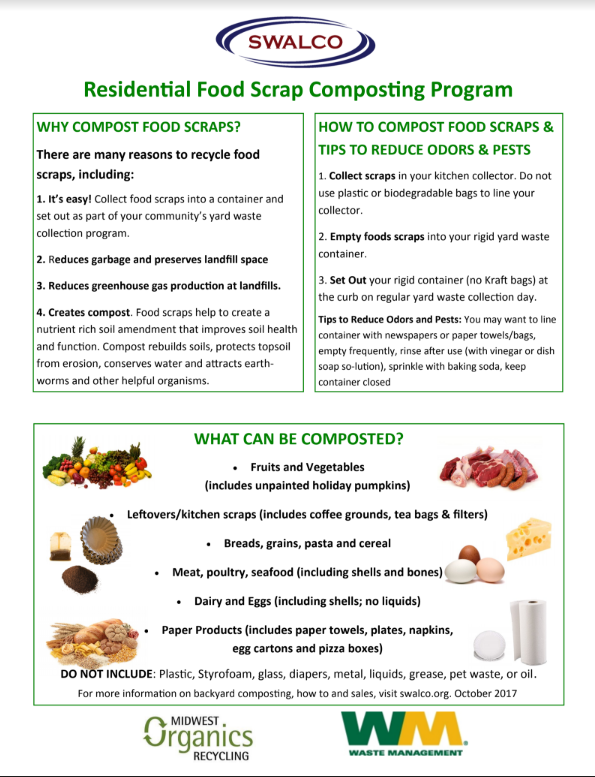 SWALCO
Residential Food Scrap Composting Program
WHY COMPOST FOOD SCRAPS?
There are many reasons to recycle food
scraps, including:
1. It's easy! Collect food scraps into a container and
set out as part of your community's yard waste
collection program.
2. Reduces garbage and preserves landfill space
3. Reduces greenhouse gas production at landfills.
4. Creates compost. Food scraps help to create a
nutrient rich soil amendment that improves soil health
and function. Compost rebuilds soils, protects topsoil
from erosion, conserves water and attracts earth-
worms and other helpful organisms.
HOW TO COMPOST FOOD SCRAPS &
TIPS TO REDUCE ODORS & PESTS
1. Collect scraps in your kitchen collector. Do not
use plastic or biodegradable bags to line your
collector.
2. Empty foods scraps into your rigid yard waste
container.
3. Set Out your rigid container (no Kraft bags) at
the curb on regular yard waste collection day.
Tips to Reduce Odors and Pests: You may want to line
container with newspapers or paper towels/bags,
empty frequently, rinse after use (with vinegar or dish
soap so-lution), sprinkle with baking soda, keep
container closed
WHAT CAN BE COMPOSTED?
• Fruits and Vegetables
(includes unpainted holiday pumpkins)
• Leftovers/kitchen scraps (includes coffee grounds, tea bags & filters)
• Breads, grains, pasta and cereal
• Meat, poultry, seafood (including shells and bones)
• Dairy and Eggs (including shells; no liquids)
• Paper Products (includes paper towels, plates, napkins,
egg cartons and pizza boxes)
DO NOT INCLUDE: Plastic, Styrofoam, glass, diapers, metal, liquids, grease, pet waste, or oil.
For more information on backyard composting, how to and sales, visit swalco.org. October 2017
MIDWEST
Organics
RECYCLING
WM
WASTE MANAGEMENT